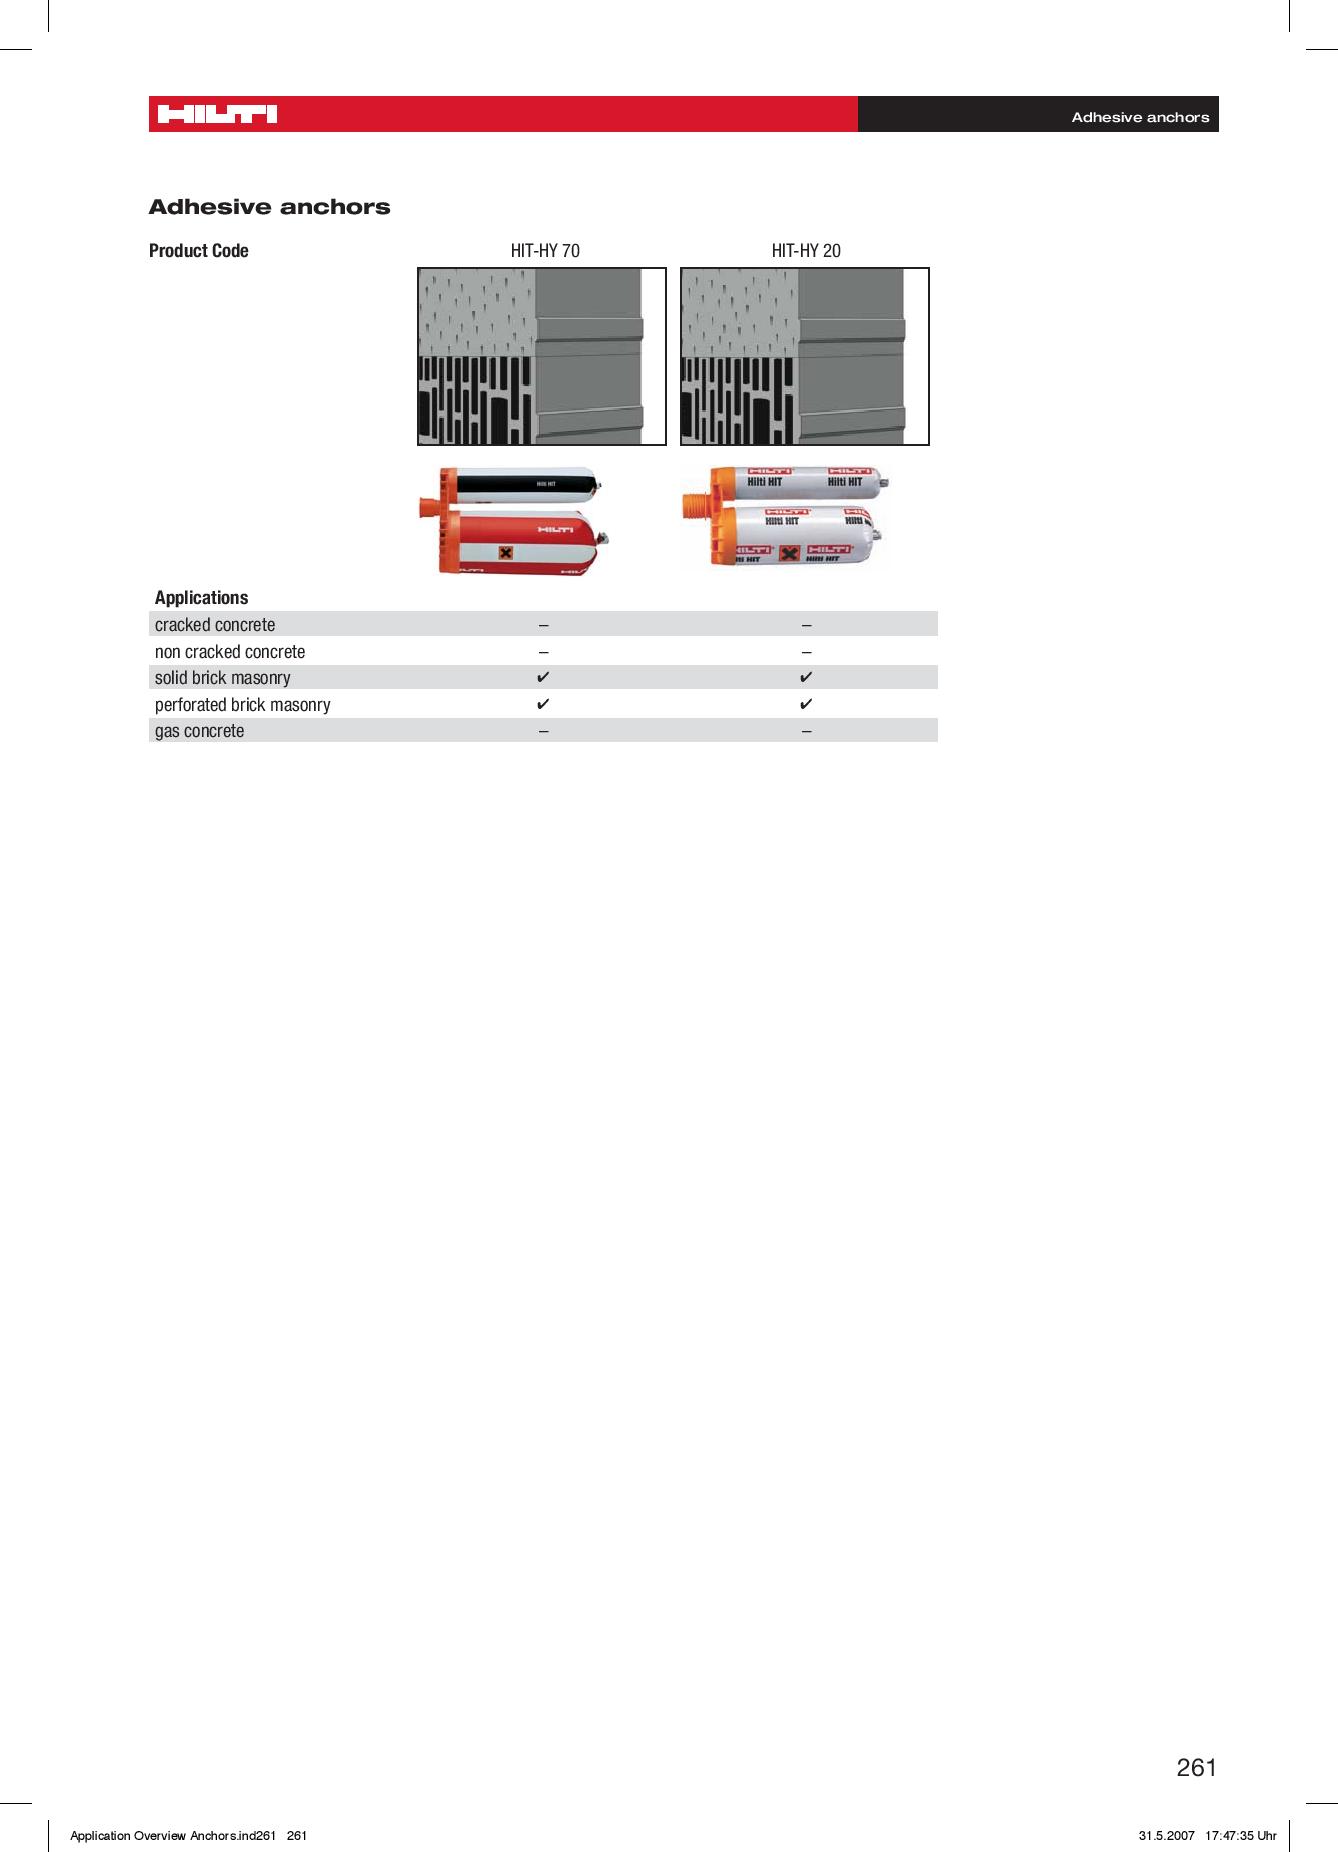 HILTI
Adhesive anchors
Adhesive anchors
Product Code HIT-HY 70 HIT-HY 20
Hilti HIT
HILTI
HILTI HILTI
HILTI HILTI
Hilti HIT Hilti HIT
HILTI
Hilti HIT Hilti
HILTI HILTI
Hilti HIT
Applications
cracked concrete – –
non cracked concrete – –
solid brick masonry ✔ ✔
perforated brick masonry ✔ ✔
gas concrete – –
261
Application Overview Anchors.ind261 261 31.5.2007 17:47:35 Uhr